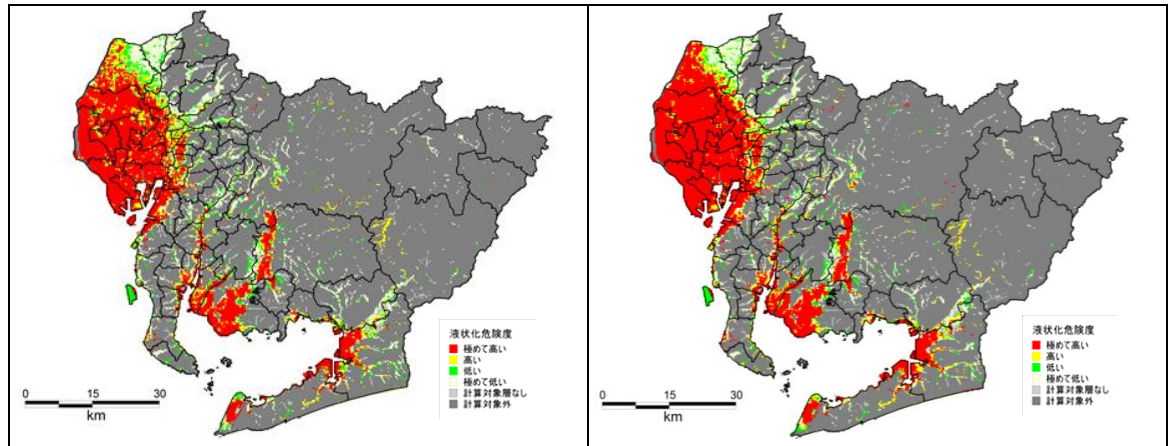 液状化危険度
極めて高い
高い
低い
極めて低い
計算対象層なし
計算対象外
0 15 30
km
液状化危険度
極めて高い
高い
低い
極めて低い
計算対象層なし
計算対象外
0 15 30
km